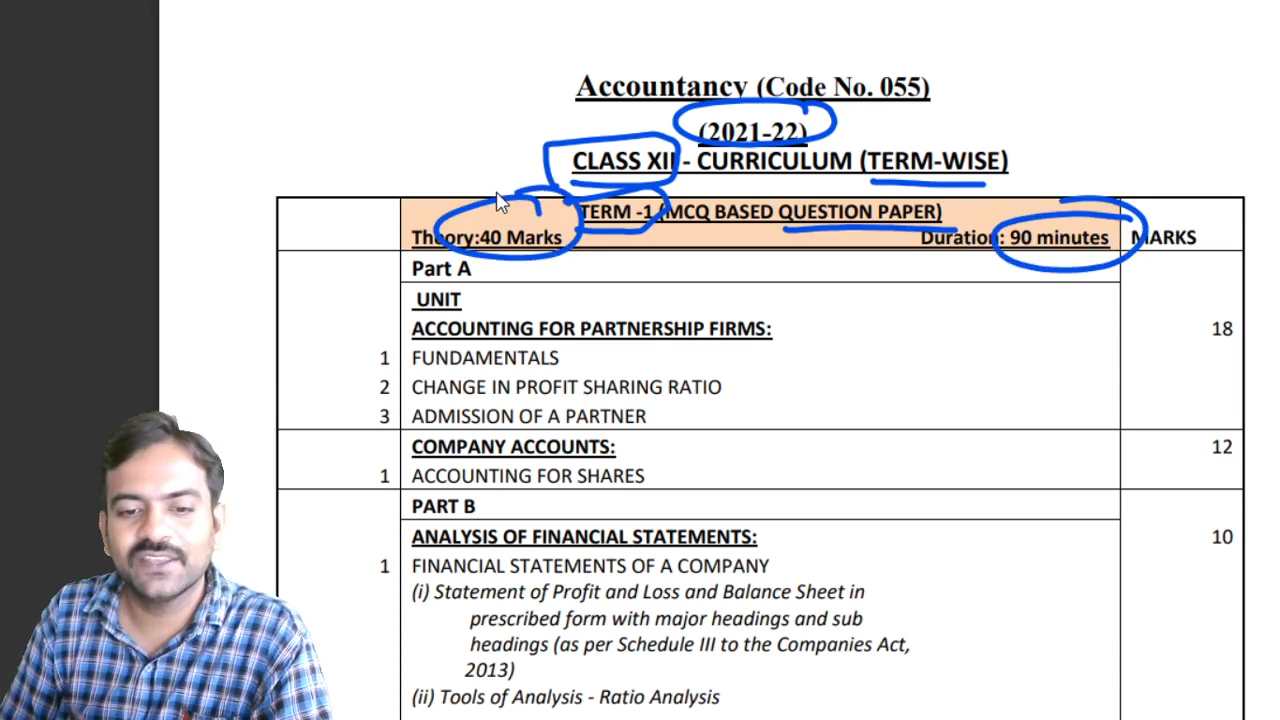 Accountancy (Code No. 055)
(2021-22)
CLASS XII - CURRICULUM (TERM-WISE)
TERM -1 (MCQ BASED QUESTION PAPER)
Theory:40 Marks Duration: 90 minutes MARKS
Part A
UNIT
ACCOUNTING FOR PARTNERSHIP FIRMS: 18
1 FUNDAMENTALS
2 CHANGE IN PROFIT SHARING RATIO
3 ADMISSION OF A PARTNER
COMPANY ACCOUNTS: 12
1 ACCOUNTING FOR SHARES
PART B
ANALYSIS OF FINANCIAL STATEMENTS: 10
1 FINANCIAL STATEMENTS OF A COMPANY
(i) Statement of Profit and Loss and Balance Sheet in
prescribed form with major headings and sub
headings (as per Schedule III to the Companies Act,
2013)
(ii) Tools of Analysis - Ratio Analysis